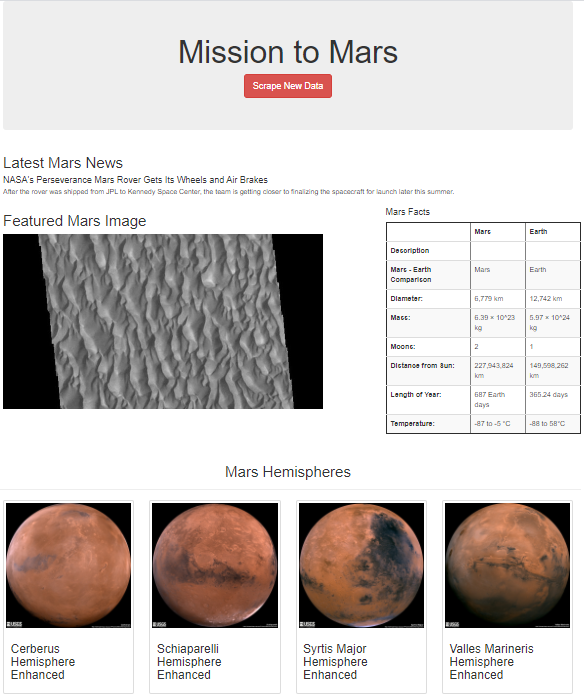 Mission to Mars
Scrape New Data
Latest Mars News
NASA's Perseverance Mars Rover Gets Its Wheels and Air Brakes
After the rover was shipped from JPL to Kennedy Space Center, the team is getting closer to finalizing the spacecraft for launch later this summer.
Featured Mars Image
Mars Facts
Mars Earth
Description
Mars - Earth
Comparison
Mars Earth
Diameter: 6,779 km 12,742 km
Mass: 6.39 × 10^23
kg
5.97 × 10^24
kg
Moons: 2 1
Distance from Sun: 227,943,824
km
149,598,262
km
Length of Year: 687 Earth
days
365.24 days
Temperature: -87 to -5 °C -88 to 58°C
Mars Hemispheres
USGS
USGS
USGS
USGS
Cerberus
Hemisphere
Enhanced
Schiaparelli
Hemisphere
Enhanced
Syrtis Major
Hemisphere
Enhanced
Valles Marineris
Hemisphere
Enhanced